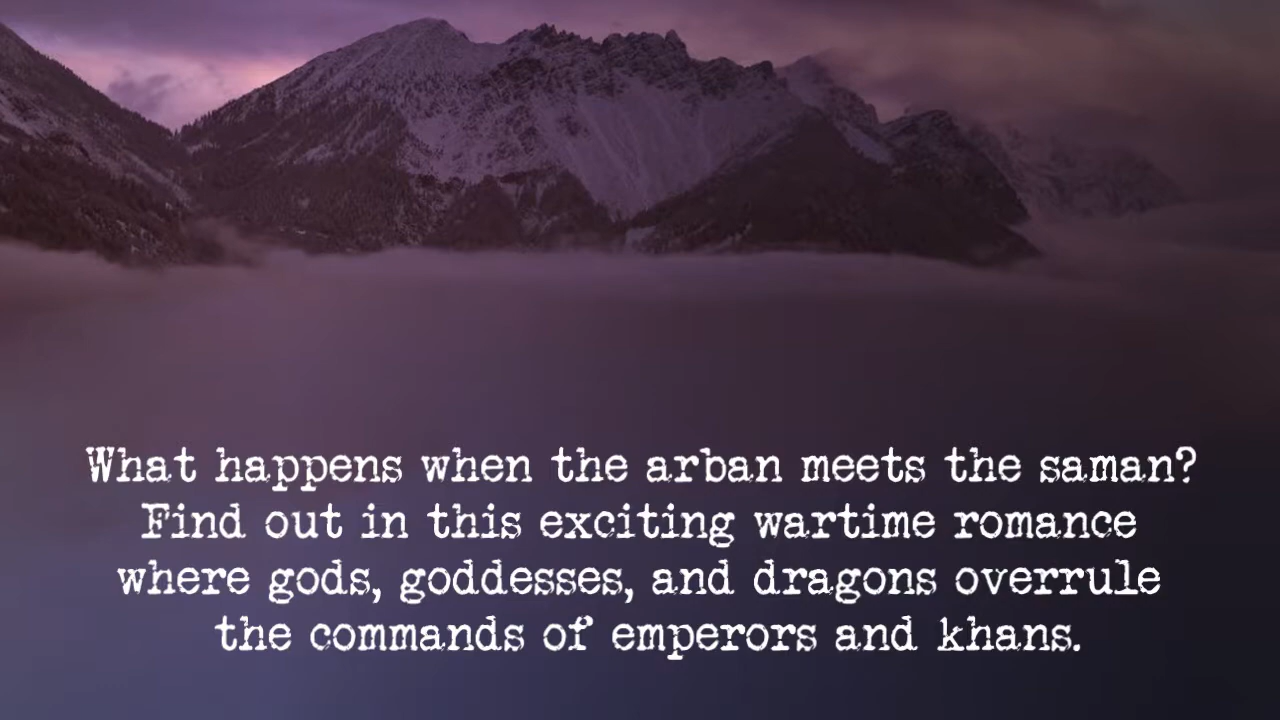 What happens when the arban meets the saman?
Find out in this exciting wartime romance
where gods, goddesses, and dragons overrule
the commands of emperors and khans.